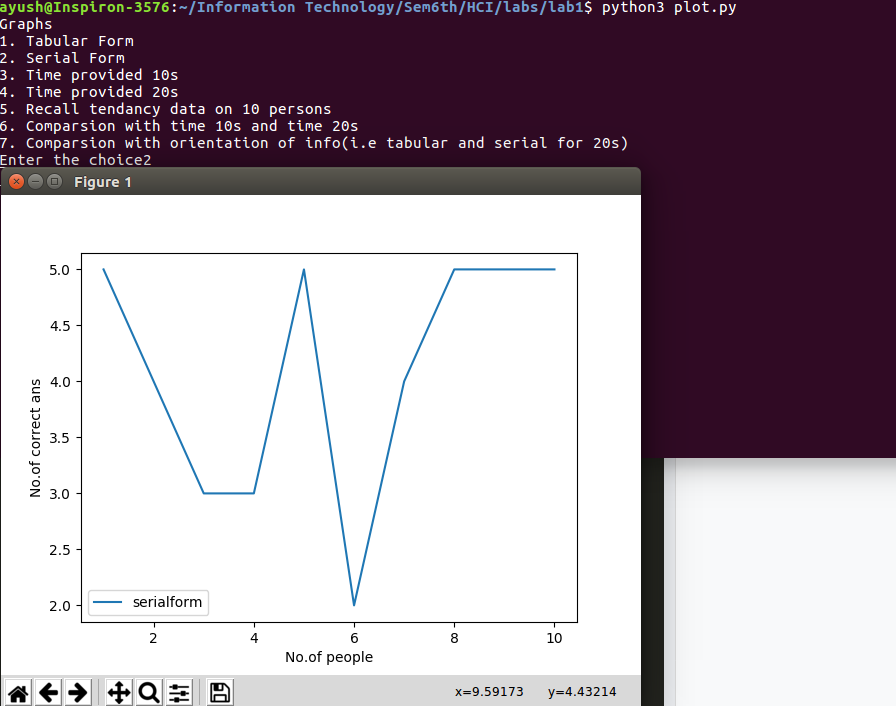 ayush@Inspiron-3576:~/Information Technology/Sem6th/HCI/labs/lab1$ python3 plot.py
Graphs
1. Tabular Form
2. Serial Form
3. Time provided 10s
4. Time provided 20s
5. Recall tendancy data on 10 persons
6. Comparsion with time 10s and time 20s
7. Comparsion with orientation of info(i.e tabular and serial for 20s)
Enter the choice2
Figure 1
5.0
4.5
4.0
3.5
3.0
2.5
2.0
No.of correct ans
serialform
2 4 6 8 10
No.of people
x=9.59173 y=4.43214